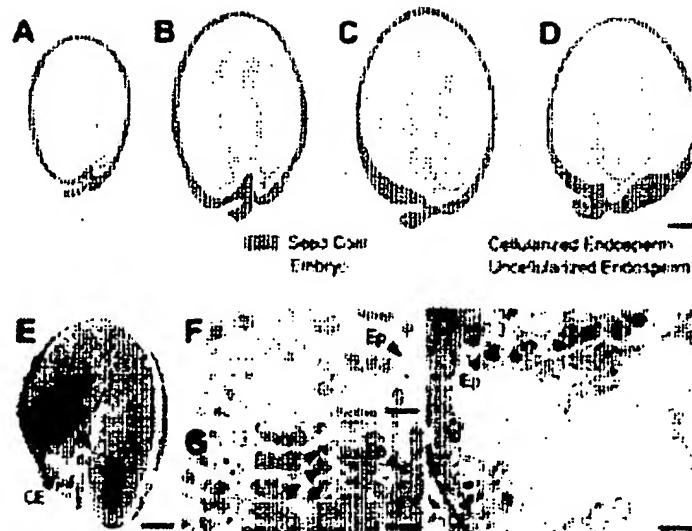 A B C D
Seed Coat
Embryo
Cellularized Endosperm
Uncellularized Endosperm
E F Ep Ep
G
CE